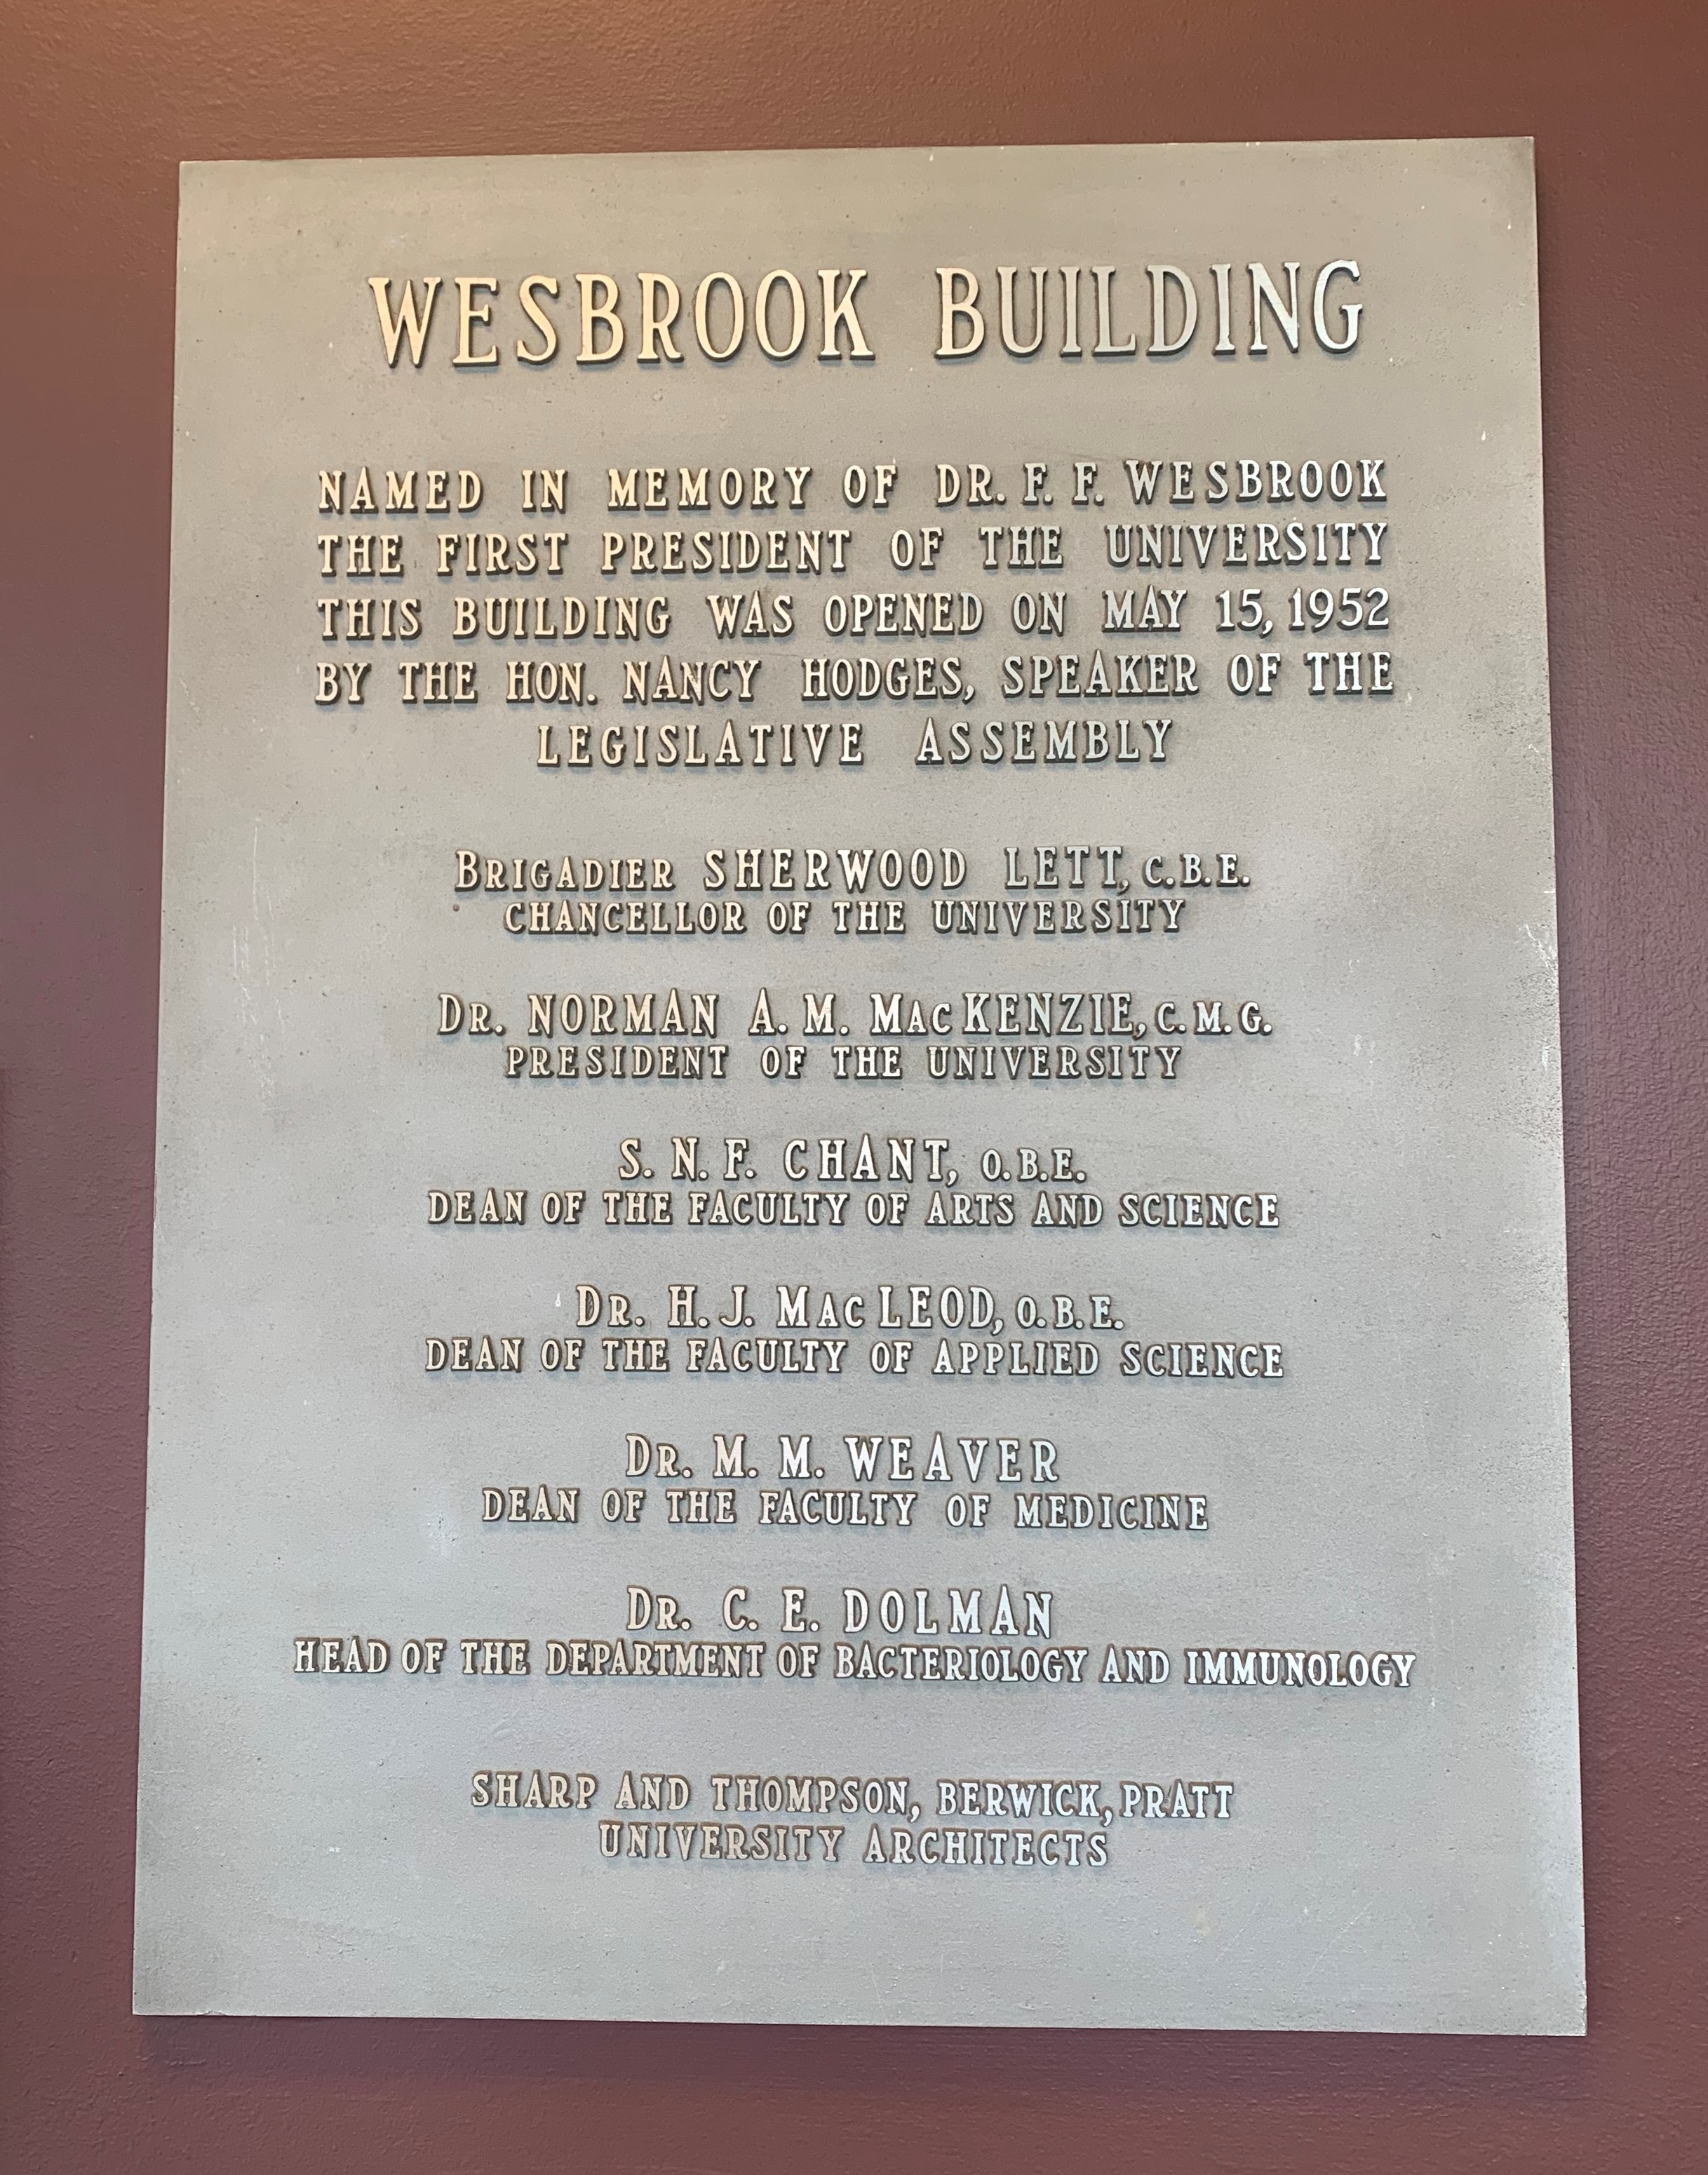 WESBROOK BUILDING
NAMED IN MEMORY OF DR. F. F. WESBROOK
THE FIRST PRESIDENT OF THE UNIVERSITY
THIS BUILDING WAS OPENED ON MAY 15, 1952
BY THE HON. NANCY HODGES, SPEAKER OF THE
LEGISLATIVE ASSEMBLY
BRIGADIER SHERWOOD LETT, C.B.E.
CHANCELLOR OF THE UNIVERSITY
DR. NORMAN A. M. MACKENZIE, C.M.G.
PRESIDENT OF THE UNIVERSITY
S. N. F. CHANT, O.B.E.
DEAN OF THE FACULTY OF ARTS AND SCIENCE
DR. H. J. MACLEOD, O.B.E.
DEAN OF THE FACULTY OF APPLIED SCIENCE
DR. M. M. WEAVER
DEAN OF THE FACULTY OF MEDICINE
DR. C. E. DOLMAN
HEAD OF THE DEPARTMENT OF BACTERIOLOGY AND IMMUNOLOGY
SHARP AND THOMPSON, BERWICK, PRATT
UNIVERSITY ARCHITECTS